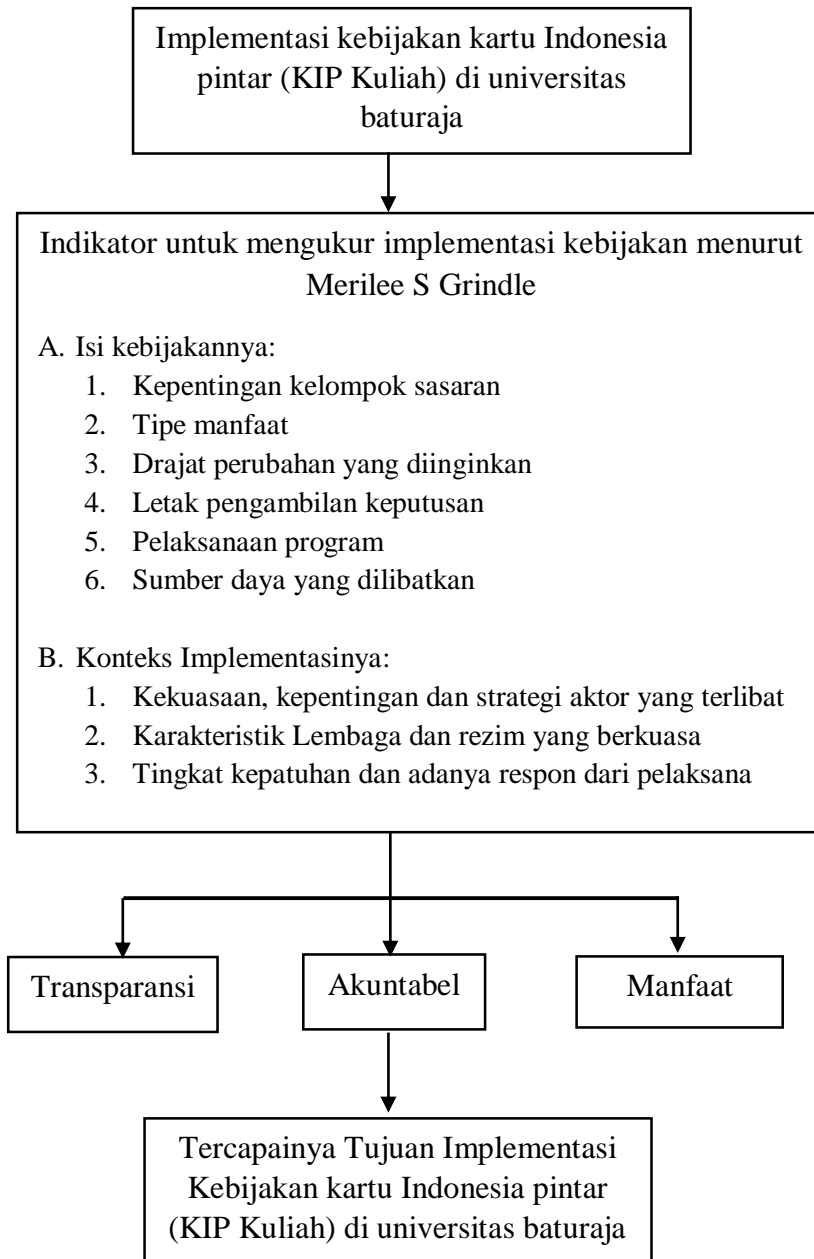 Implementasi kebijakan kartu Indonesia
pintar (KIP Kuliah) di universitas
baturaja
Indikator untuk mengukur implementasi kebijakan menurut
Merilee S Grindle
A. Isi kebijakannya:
1. Kepentingan kelompok sasaran
2. Tipe manfaat
3. Drajat perubahan yang diinginkan
4. Letak pengambilan keputusan
5. Pelaksanaan program
6. Sumber daya yang dilibatkan
B. Konteks Implementasinya:
1. Kekuasaan, kepentingan dan strategi aktor yang terlibat
2. Karakteristik Lembaga dan rezim yang berkuasa
3. Tingkat kepatuhan dan adanya respon dari pelaksana
Transparansi
Akuntabel
Manfaat
Tercapainya Tujuan Implementasi
Kebijakan kartu Indonesia pintar
(KIP Kuliah) di universitas baturaja